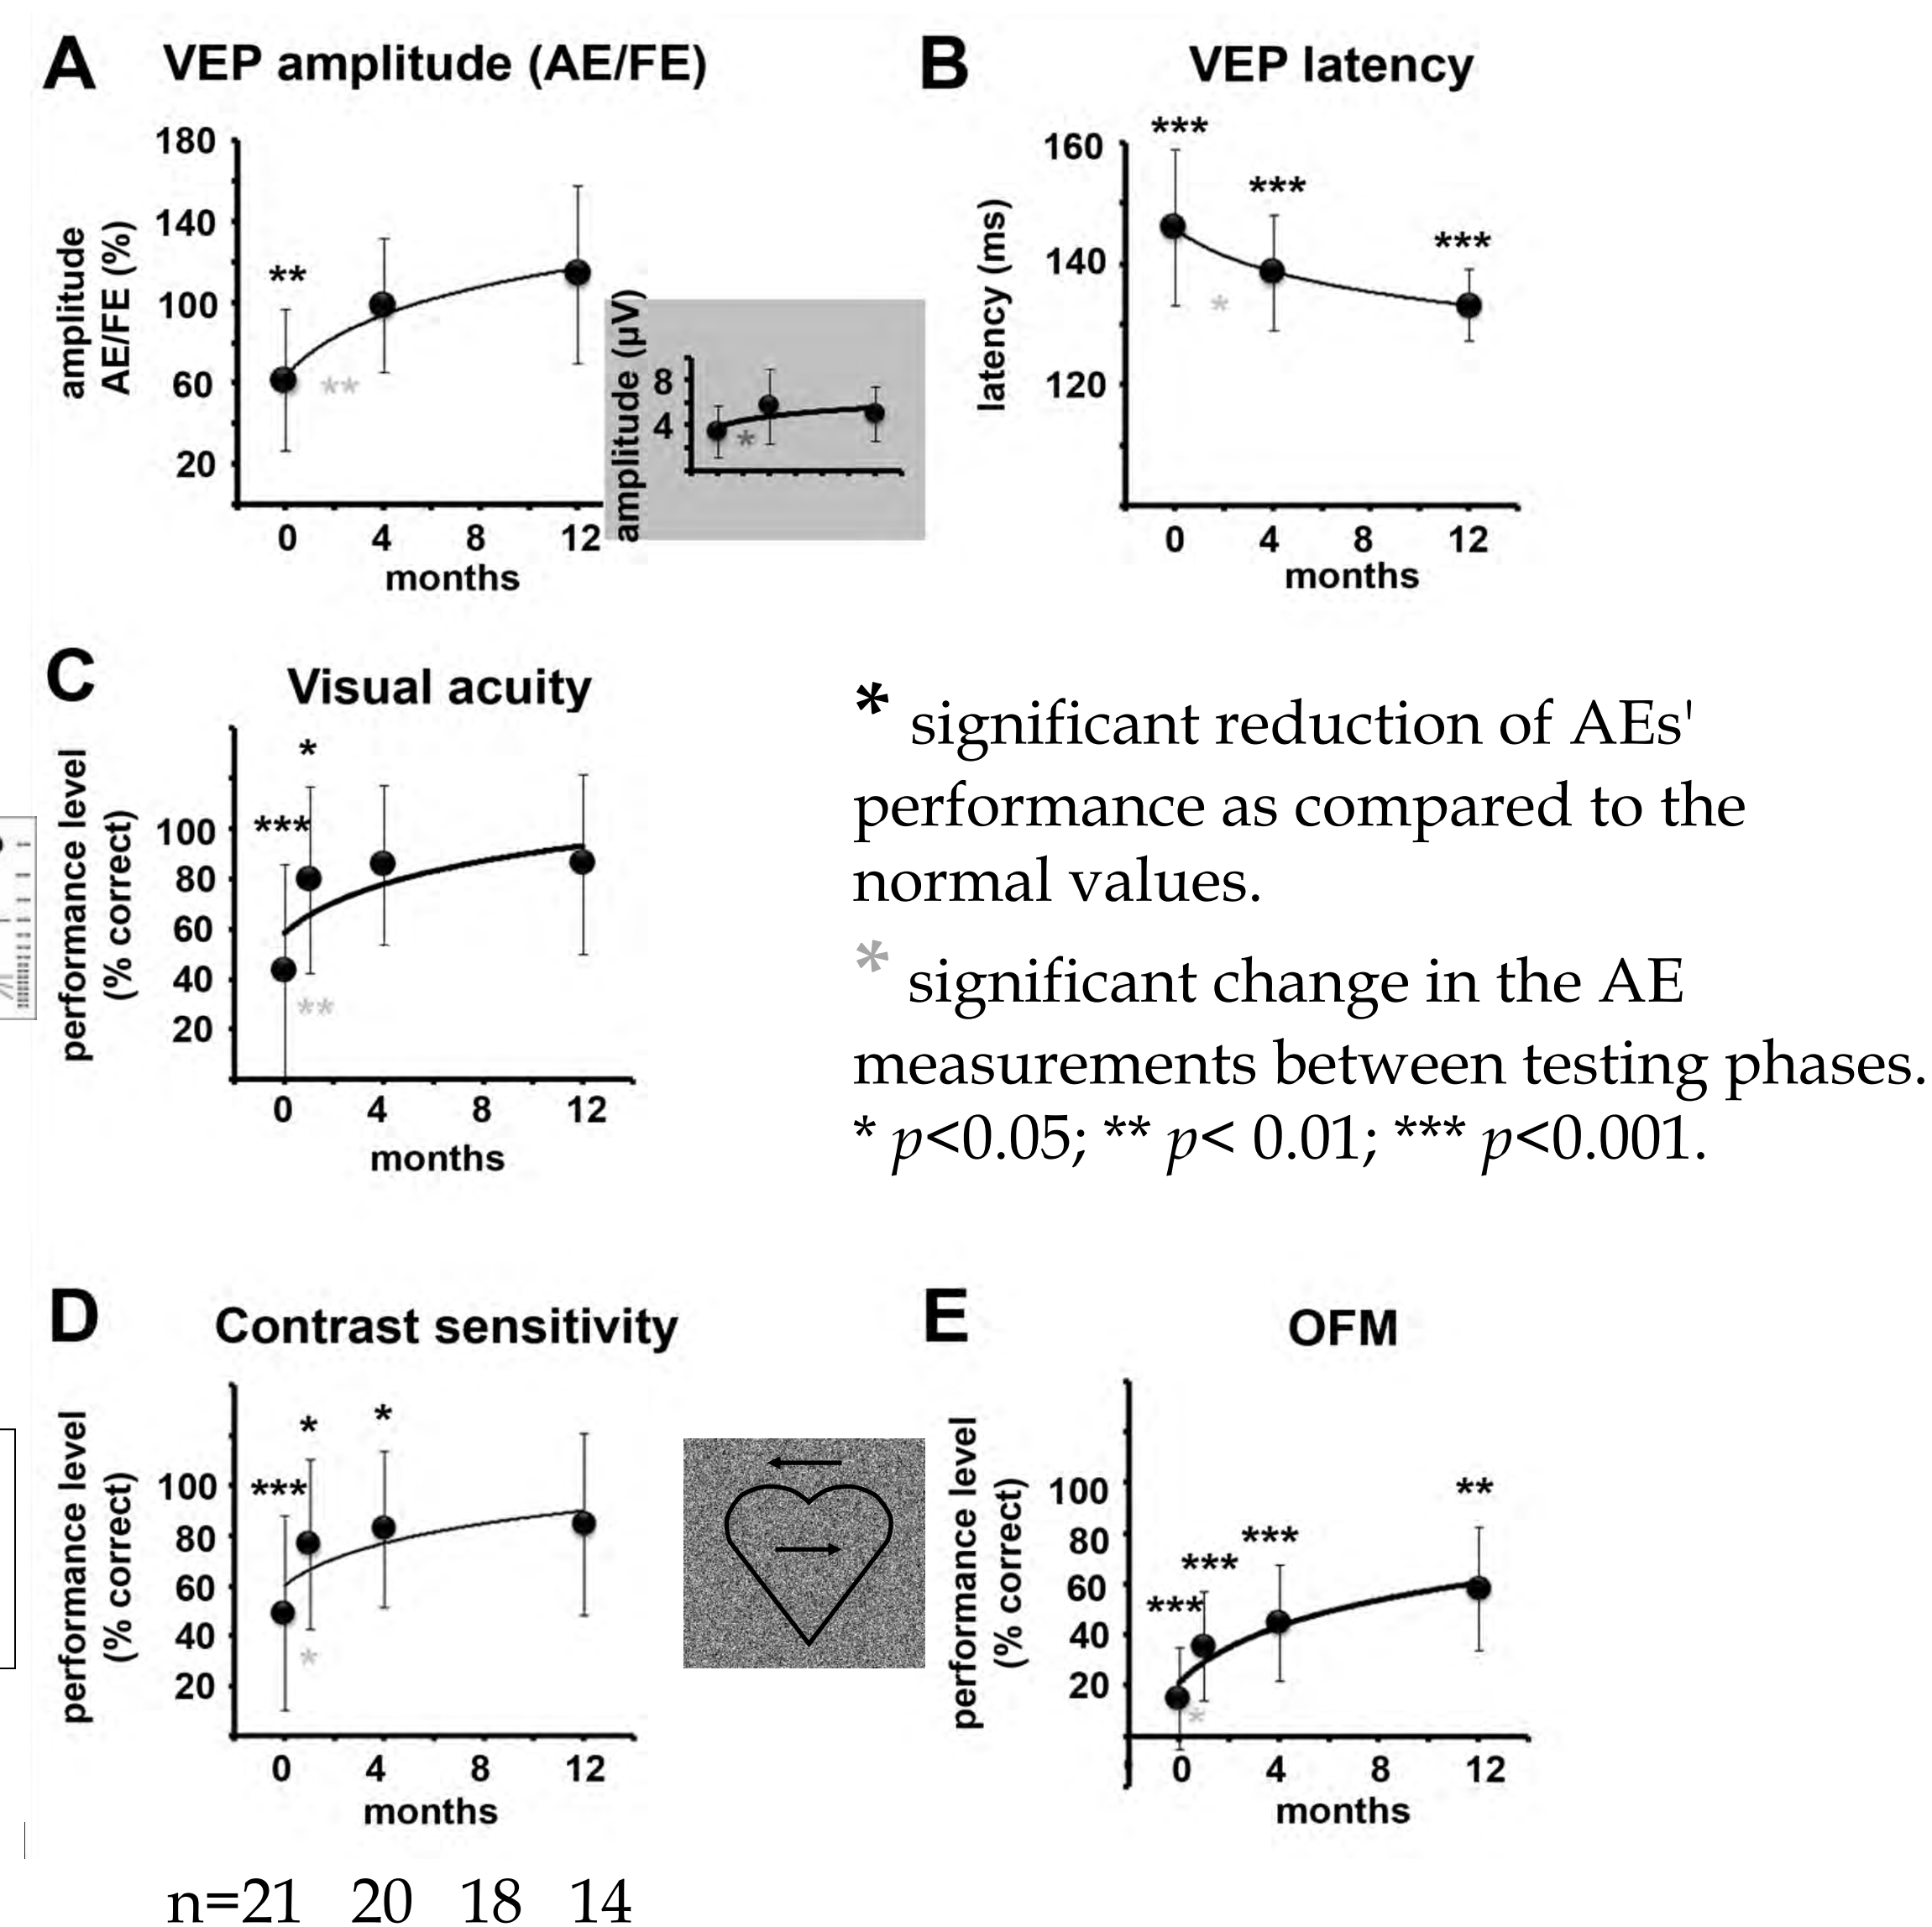 A VEP amplitude (AE/FE)
amplitude
AE/FE (%)
180
140
100
60
20
**
**
0 4 8 12
months
amplitude (µV)
8
4
*
B VEP latency
latency (ms)
160
140
120
***
***
***
*
0 4 8 12
months
C Visual acuity
performance level
(% correct)
100
80
60
40
20
*
***
**
0 4 8 12
months
* significant reduction of AEs'
performance as compared to the
normal values.
* significant change in the AE
measurements between testing phases.
* p<0.05; ** p< 0.01; *** p<0.001.
D Contrast sensitivity
performance level
(% correct)
100
80
60
40
20
* *
***
*
0 4 8 12
months
E OFM
performance level
(% correct)
100
80
60
40
20
**
***
***
***
*
0 4 8 12
months
n=21 20 18 14